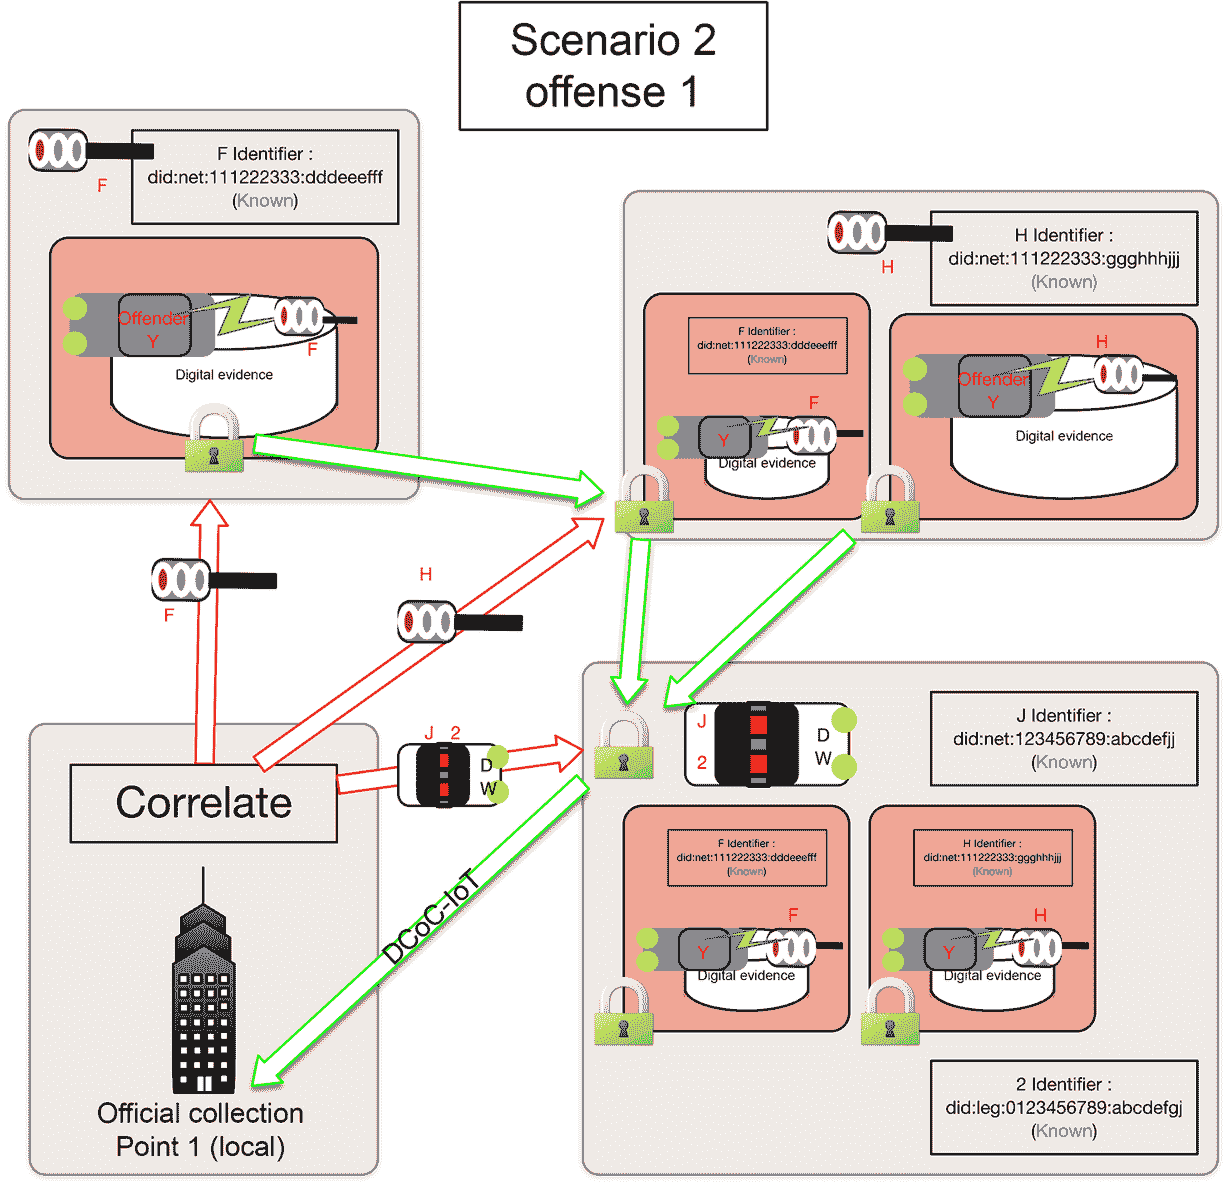 Scenario 2
offense 1
F
F Identifier :
did:net:111222333:dddeeefff
(Known)
Offender
Y
F
Digital evidence
H
H Identifier :
did:net:111222333:ggghhhjjj
(Known)
F Identifier :
did:net:111222333:dddeeefff
(Known)
F
Y
Digital evidence
H
Offender
Y
Digital evidence
F
H
Correlate
J 2
D
W
DCoC-IoT
Official collection
Point 1 (local)
J
2
D
W
J Identifier :
did:net:123456789:abcdefjj
(Known)
F Identifier :
did:net:111222333:dddeeefff
(Known)
F
Y
Digital evidence
H Identifier :
did:net:111222333:ggghhhjjj
(Known)
H
Y
Digital evidence
2 Identifier :
did:leg:0123456789:abcdefgj
(Known)